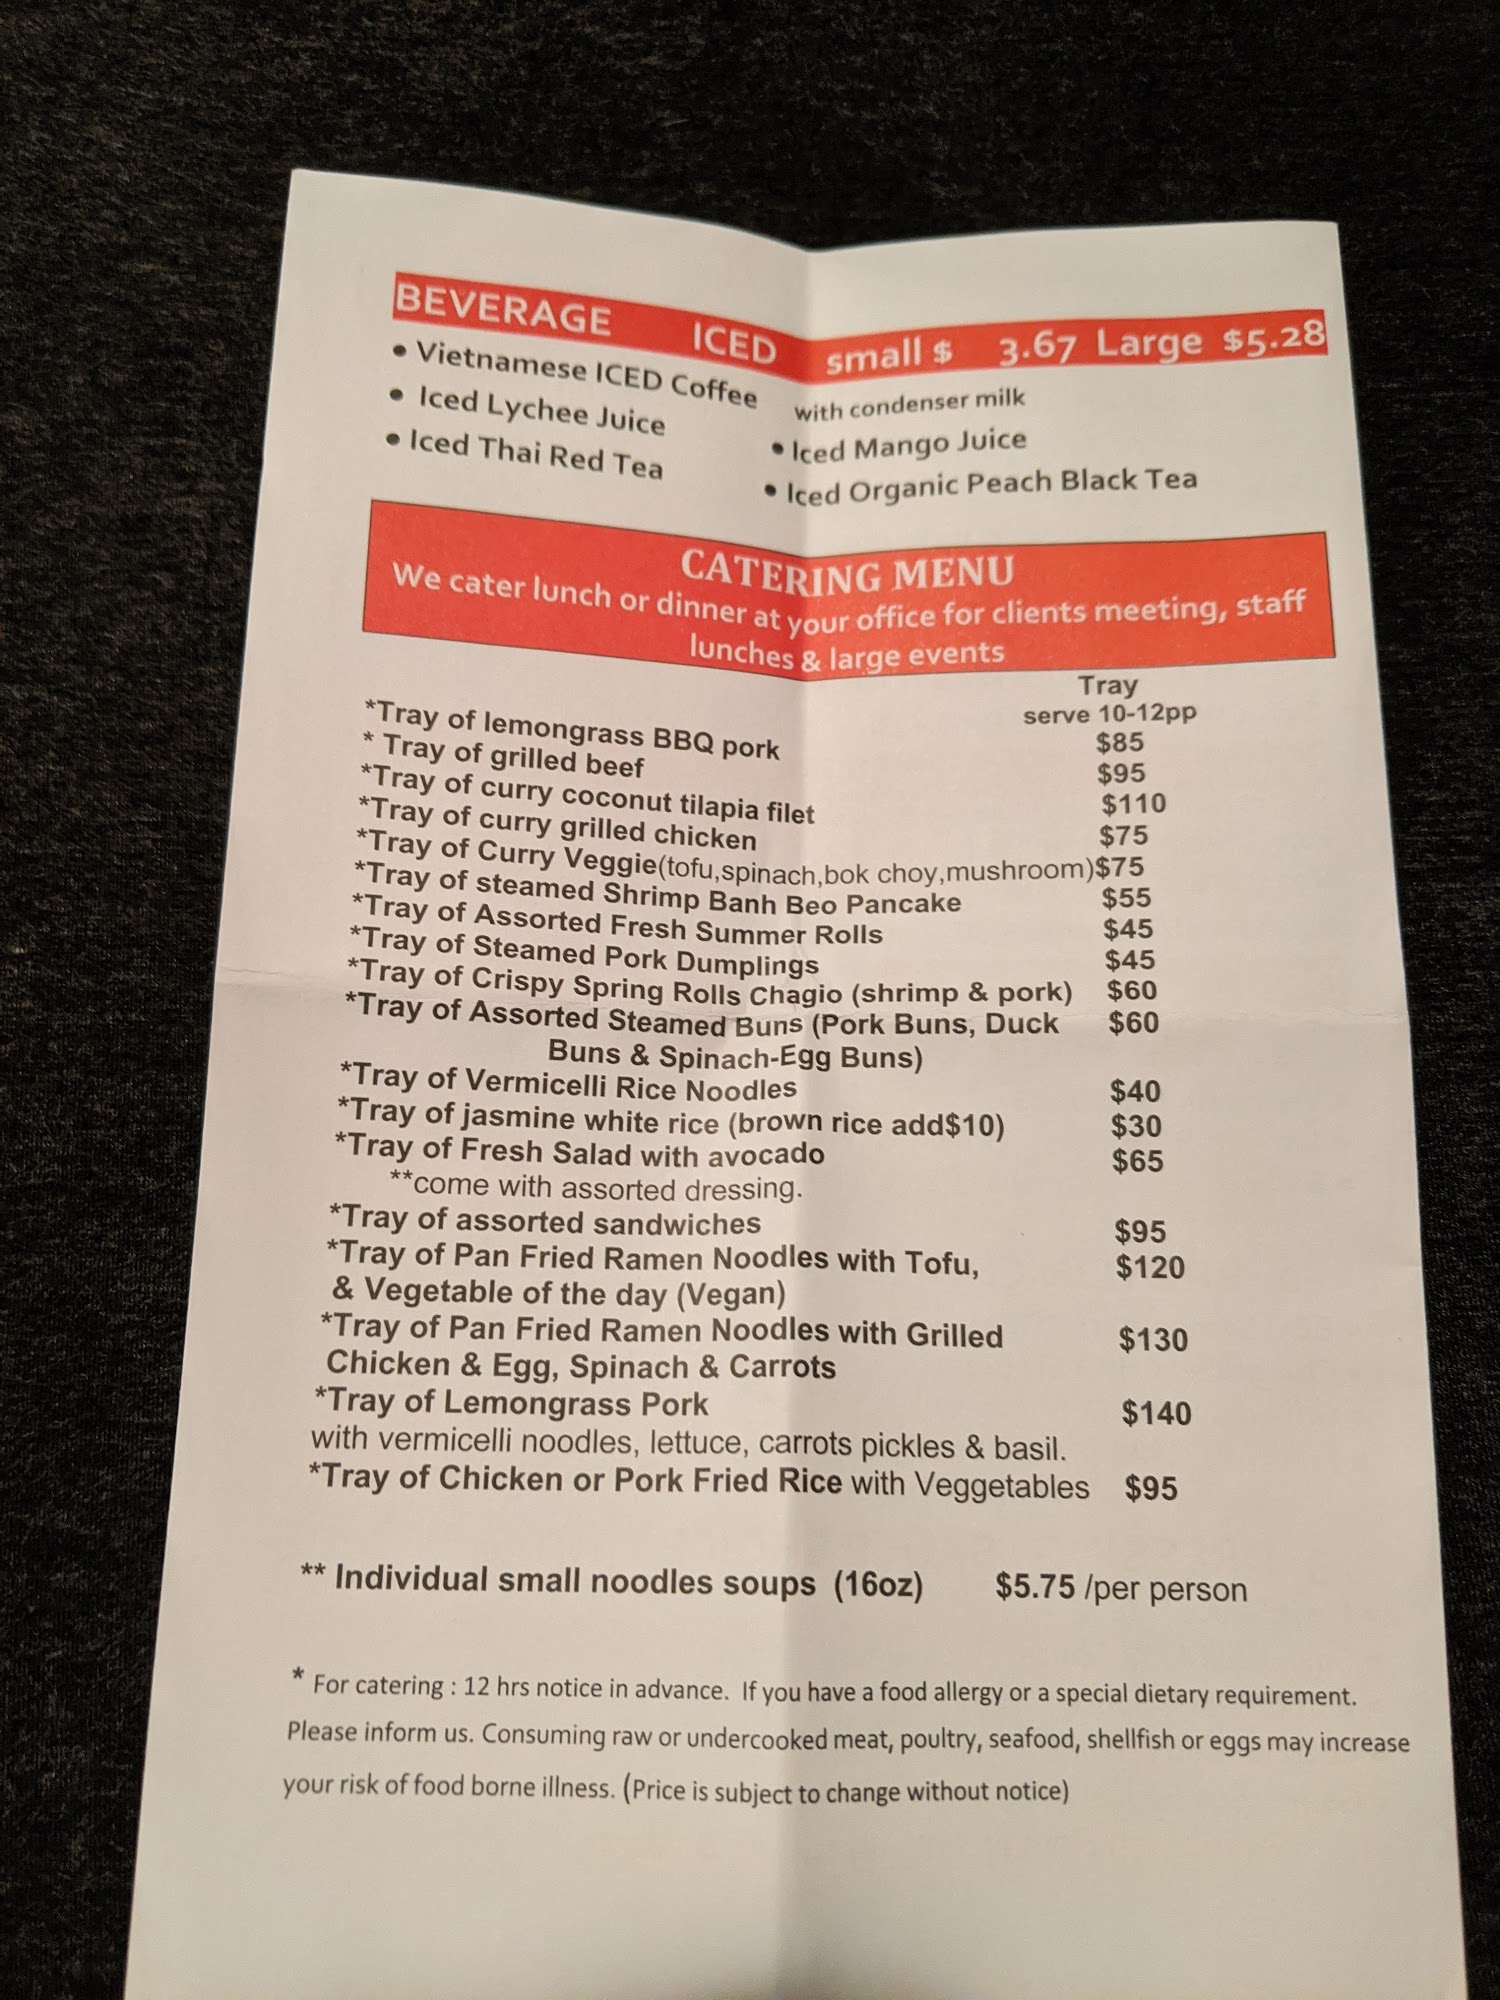 BEVERAGE ICED small $ 3.67 Large $5.28
• Vietnamese ICED Coffee with condenser milk
• Iced Lychee Juice • Iced Mango Juice
• Iced Thai Red Tea • Iced Organic Peach Black Tea
CATERING MENU
We cater lunch or dinner at your office for clients meeting, staff
lunches & large events
Tray
serve 10-12pp
*Tray of lemongrass BBQ pork $85
* Tray of grilled beef $95
*Tray of curry coconut tilapia filet $110
*Tray of curry grilled chicken $75
*Tray of Curry Veggie(tofu,spinach,bok choy,mushroom)$75
*Tray of steamed Shrimp Banh Beo Pancake $55
*Tray of Assorted Fresh Summer Rolls $45
*Tray of Steamed Pork Dumplings $45
*Tray of Crispy Spring Rolls Chagio (shrimp & pork) $60
*Tray of Assorted Steamed Buns (Pork Buns, Duck $60
Buns & Spinach-Egg Buns)
*Tray of Vermicelli Rice Noodles $40
*Tray of jasmine white rice (brown rice add$10) $30
*Tray of Fresh Salad with avocado $65
**come with assorted dressing.
*Tray of assorted sandwiches $95
*Tray of Pan Fried Ramen Noodles with Tofu, $120
& Vegetable of the day (Vegan)
*Tray of Pan Fried Ramen Noodles with Grilled $130
Chicken & Egg, Spinach & Carrots
*Tray of Lemongrass Pork $140
with vermicelli noodles, lettuce, carrots pickles & basil.
*Tray of Chicken or Pork Fried Rice with Veggetables $95
** Individual small noodles soups (16oz) $5.75 /per person
* For catering : 12 hrs notice in advance. If you have a food allergy or a special dietary requirement.
Please inform us. Consuming raw or undercooked meat, poultry, seafood, shellfish or eggs may increase
your risk of food borne illness. (Price is subject to change without notice)